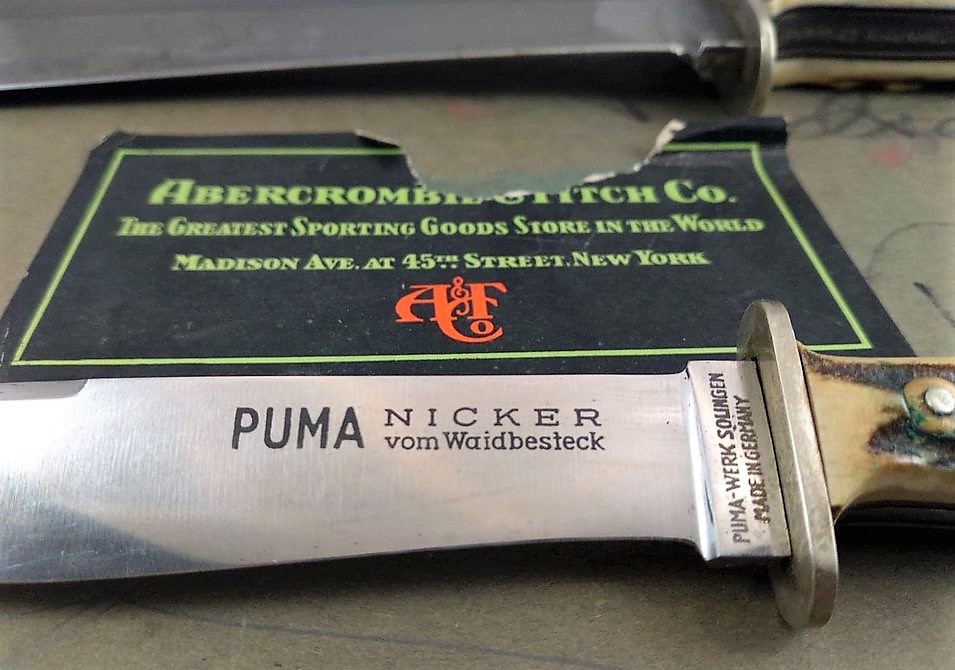 ABERCROMBIE & FITCH CO.
THE GREATEST SPORTING GOODS STORE IN THE WORLD
MADISON AVE. AT 45TH STREET. NEW YORK
A&F Co
PUMA NICKER
vom Waidbesteck
PUMA-WERK SOLINGEN
MADE IN GERMANY